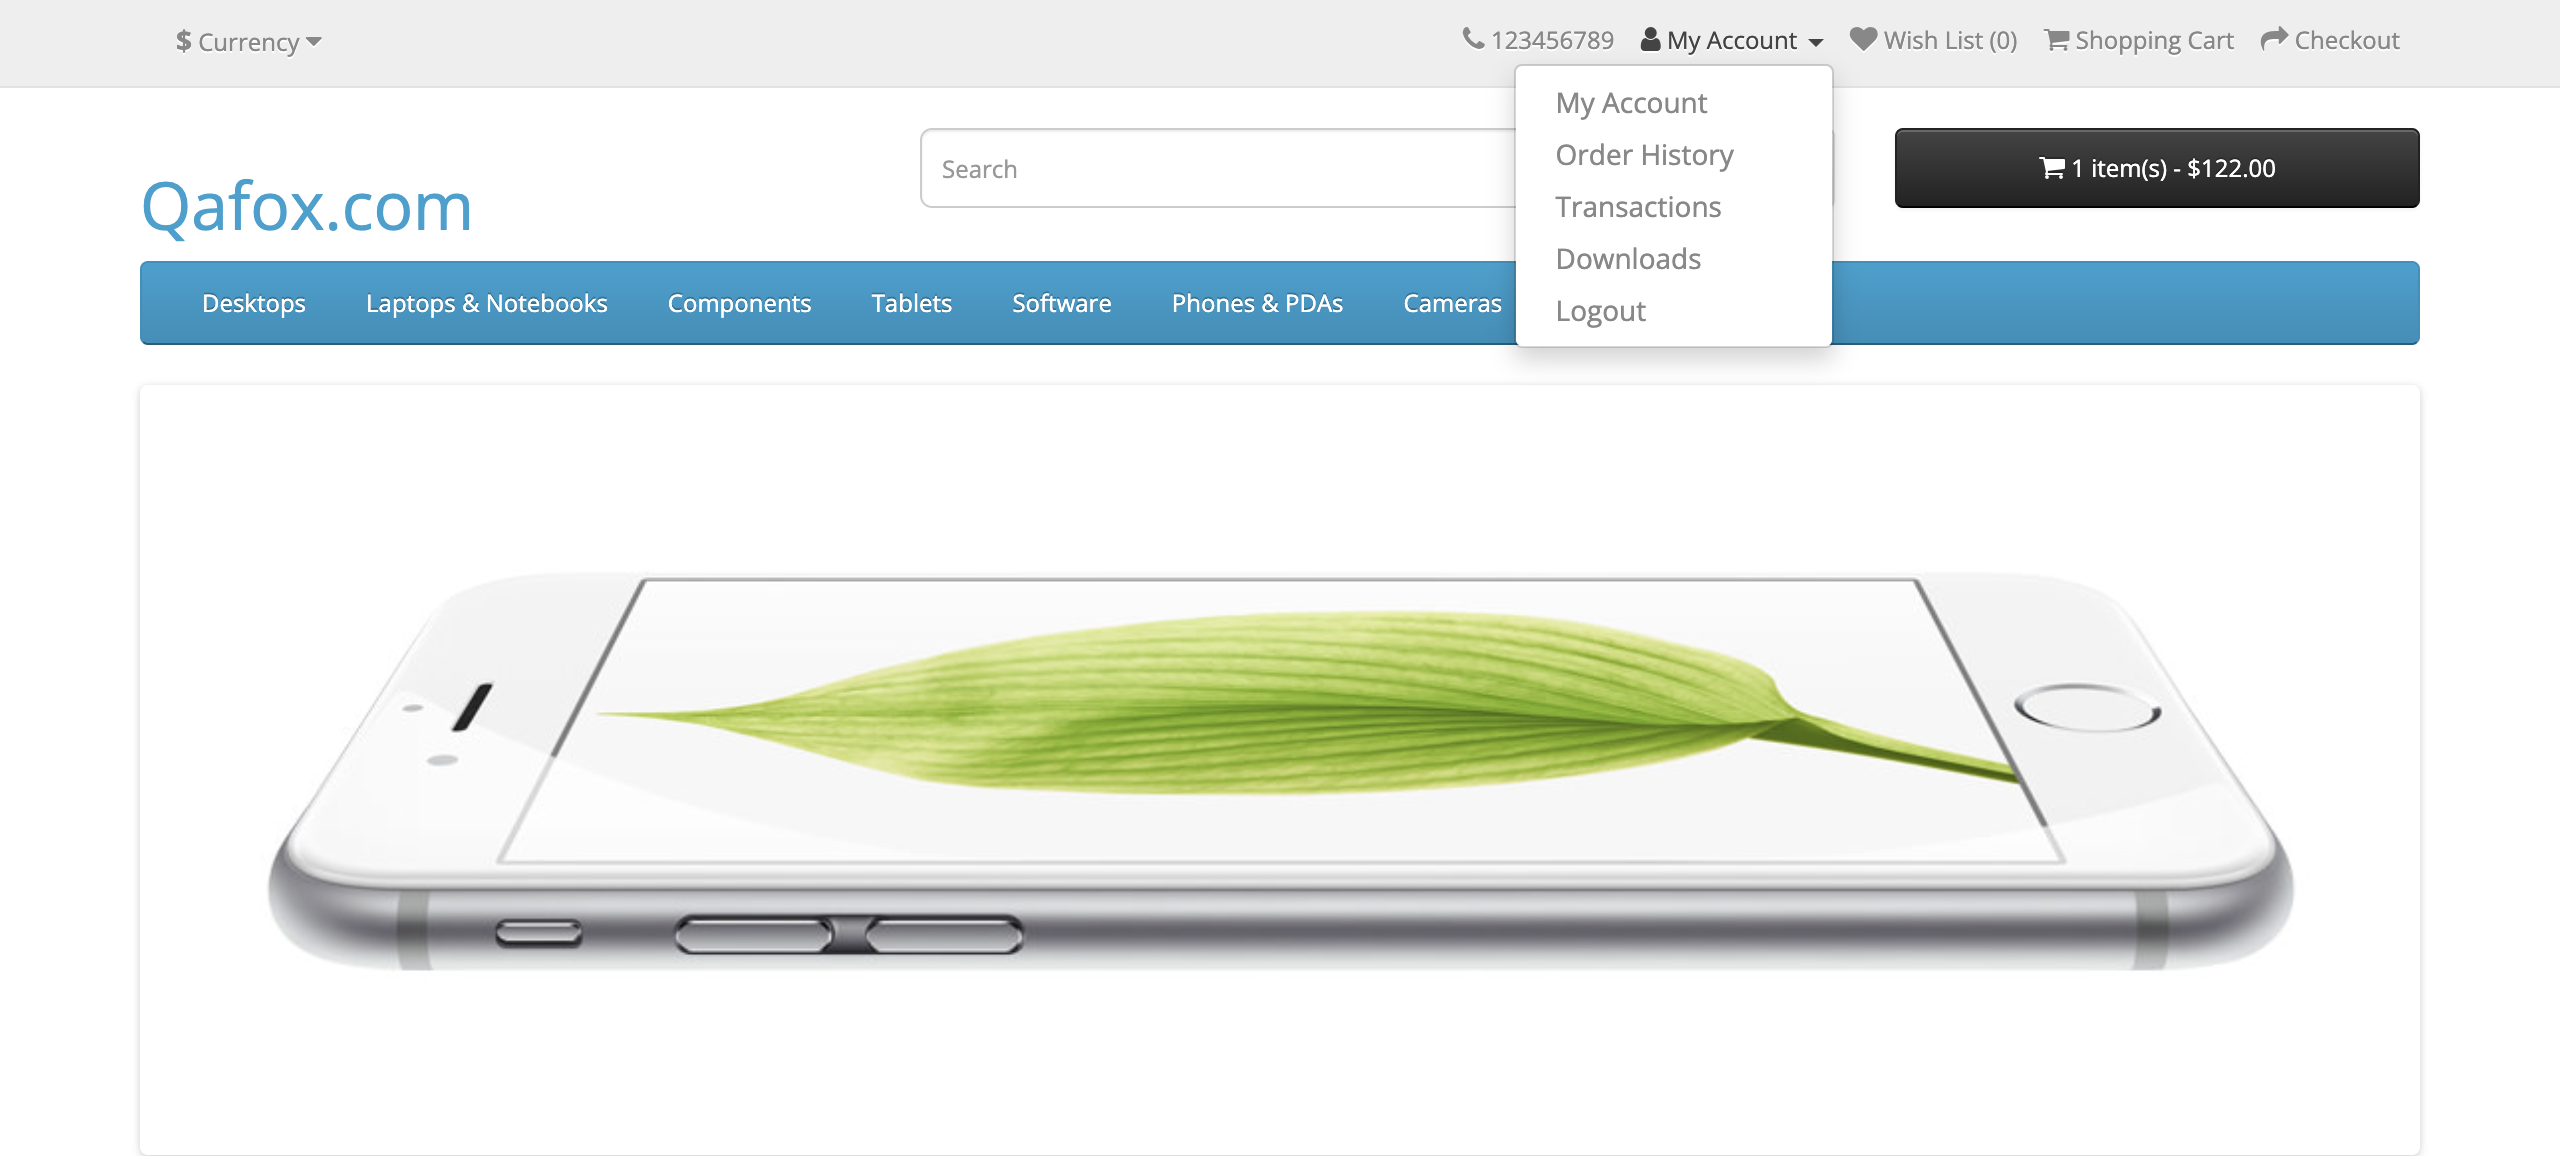 $ Currency
123456789 My Account Wish List (0) Shopping Cart Checkout
My Account
Order History
Transactions
Downloads
Logout
Qafox.com
Search
1 item(s) - $122.00
Desktops Laptops & Notebooks Components Tablets Software Phones & PDAs Cameras